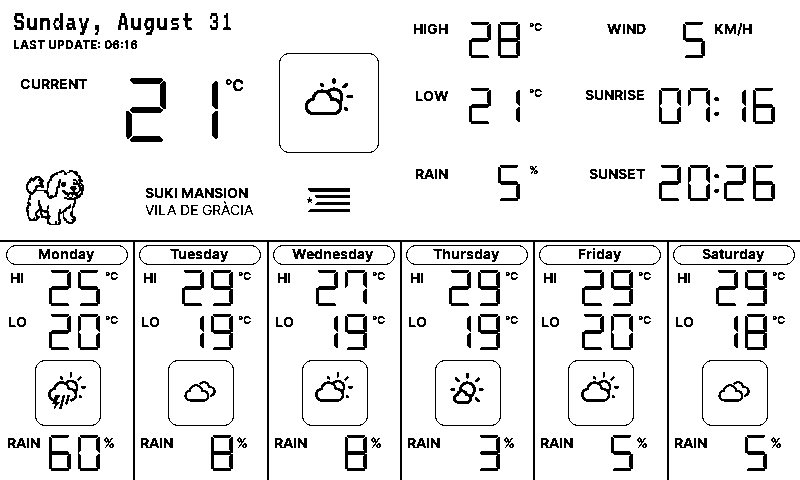 Sunday, August 31
LAST UPDATE: 06:16
CURRENT 21 °C
HIGH 28 °C
WIND 5 KM/H
LOW 21 °C
SUNRISE 07:16
RAIN 5 %
SUNSET 20:26
SUKI MANSION
VILA DE GRÀCIA
Monday
HI 25 °C
LO 20 °C
RAIN 60 %
Tuesday
HI 29 °C
LO 19 °C
RAIN 8 %
Wednesday
HI 27 °C
LO 19 °C
RAIN 8 %
Thursday
HI 29 °C
LO 19 °C
RAIN 3 %
Friday
HI 29 °C
LO 20 °C
RAIN 5 %
Saturday
HI 29 °C
LO 18 °C
RAIN 5 %